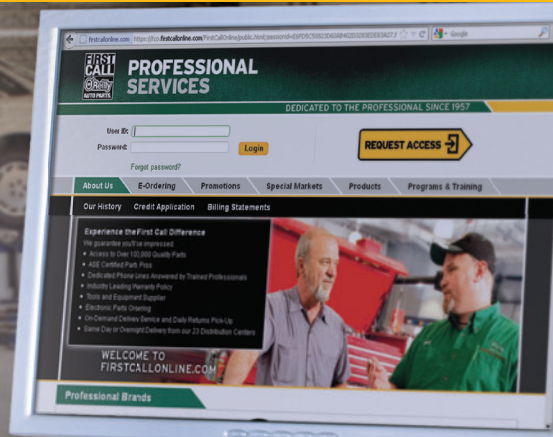 firstcallonline.com
Google
FIRST
CALL
O'Reilly
AUTO PARTS
PROFESSIONAL
SERVICES
DEDICATED TO THE PROFESSIONAL SINCE 1957
User ID:
Password:
Login
Forgot password?
REQUEST ACCESS
About Us E-Ordering Promotions Special Markets Products Programs & Training
Our History Credit Application Billing Statements
Experience the First Call Difference
We guarantee you'll be impressed.
• Access to Over 100,000 Quality Parts
• ASE Certified Parts Pros
• Dedicated Phone Lines Answered by Trained Professionals
• Industry Leading Warranty Policy
• Tools and Equipment Supplier
• Electronic Parts Ordering
• On-Demand Delivery Service and Daily Returns Pick-Up
• Same Day or Overnight Delivery from our 23 Distribution Centers
WELCOME TO
FIRSTCALLONLINE.COM
Professional Brands